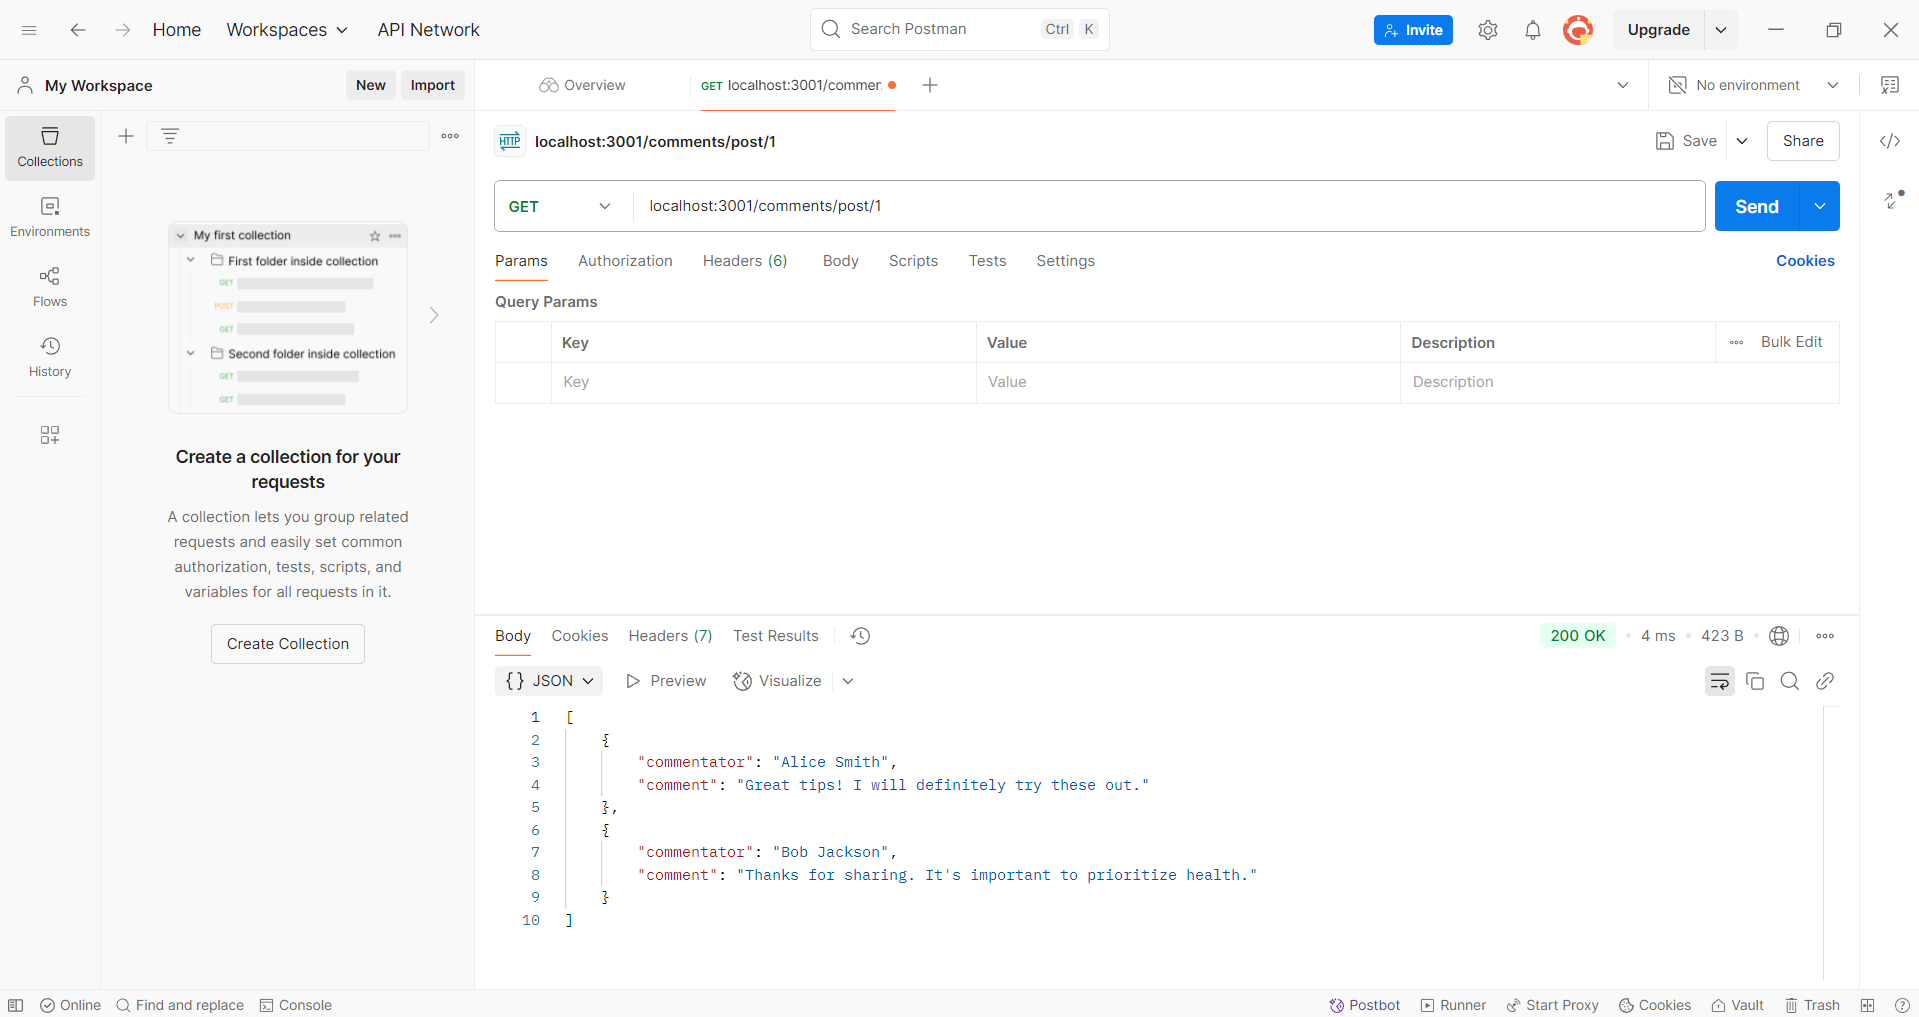 Home Workspaces API Network Search Postman Ctrl K Invite Upgrade
My Workspace New Import Overview GET localhost:3001/commer No environment
Collections
Environments
Flows
History
My first collection
First folder inside collection
GET
POST
GET
Second folder inside collection
GET
GET
Create a collection for your
requests
A collection lets you group related
requests and easily set common
authorization, tests, scripts, and
variables for all requests in it.
Create Collection
HTTP localhost:3001/comments/post/1 Save Share
GET localhost:3001/comments/post/1 Send
Params Authorization Headers (6) Body Scripts Tests Settings Cookies
Query Params
Key Value Description Bulk Edit
Key Value Description
Body Cookies Headers (7) Test Results 200 OK 4 ms 423 B
{} JSON Preview Visualize
1 [
2 {
3 "commentator": "Alice Smith",
4 "comment": "Great tips! I will definitely try these out."
5 },
6 {
7 "commentator": "Bob Jackson",
8 "comment": "Thanks for sharing. It's important to prioritize health."
9 }
10 ]
Online Find and replace Console Postbot Runner Start Proxy Cookies Vault Trash